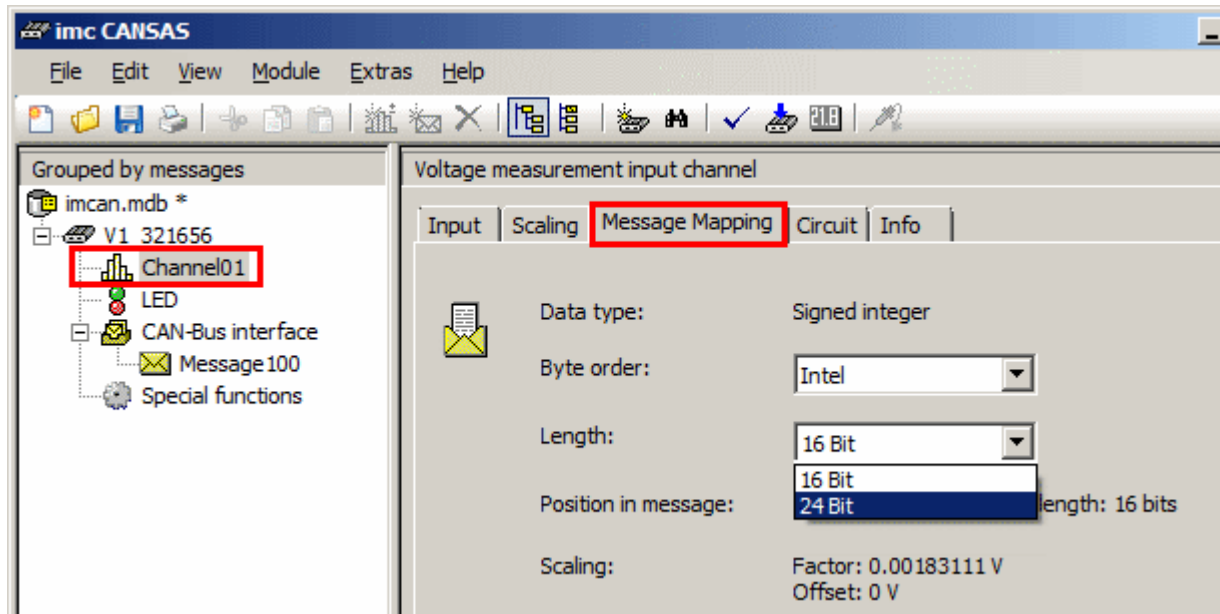 imc CANSAS
File Edit View Module Extras Help
21.8
Grouped by messages
imcan.mdb *
V1_321656
Channel01
LED
CAN-Bus interface
Message100
Special functions
Voltage measurement input channel
Input Scaling Message Mapping Circuit Info
Data type: Signed integer
Byte order: Intel
Length: 16 Bit
16 Bit
24 Bit
Position in message: length: 16 bits
Scaling: Factor: 0.00183111 V
Offset: 0 V